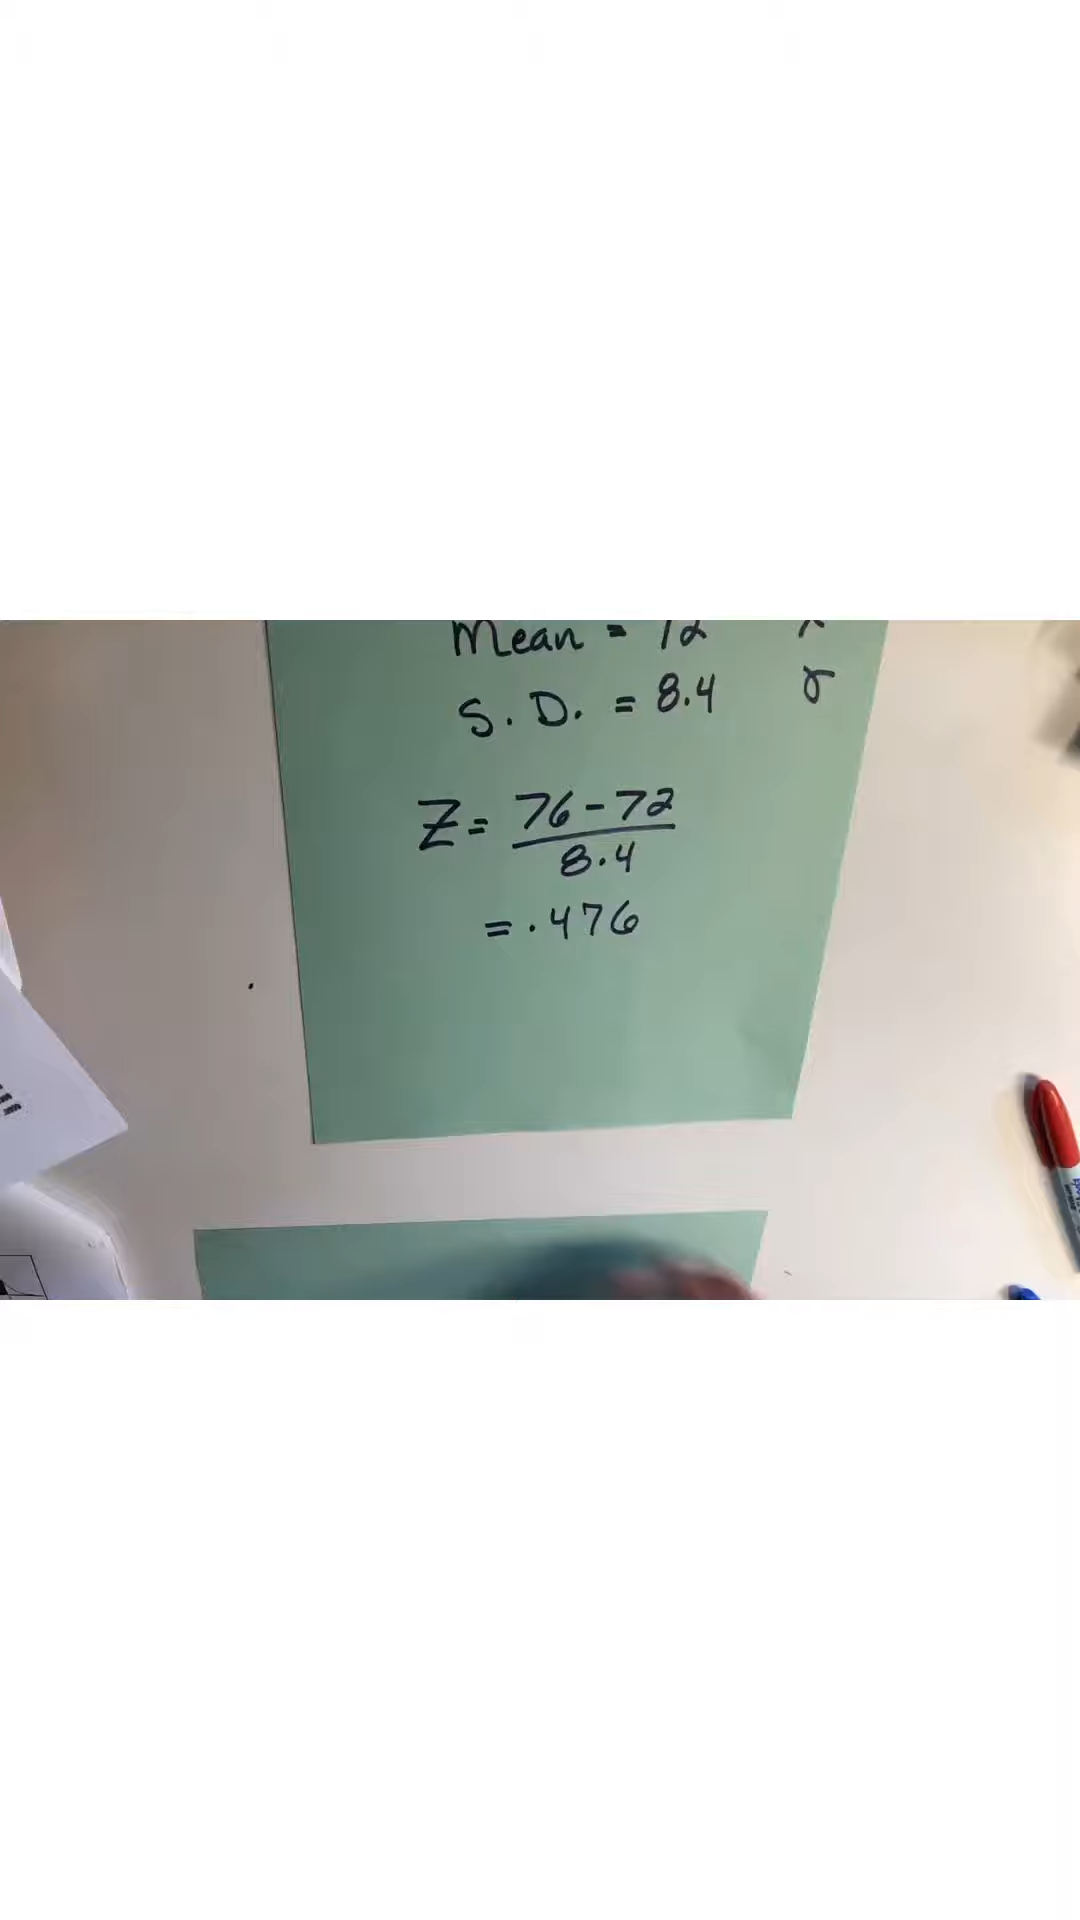 Mean = 72
S.D. = 8.4 σ
Z = 76 - 72
8.4
= .476